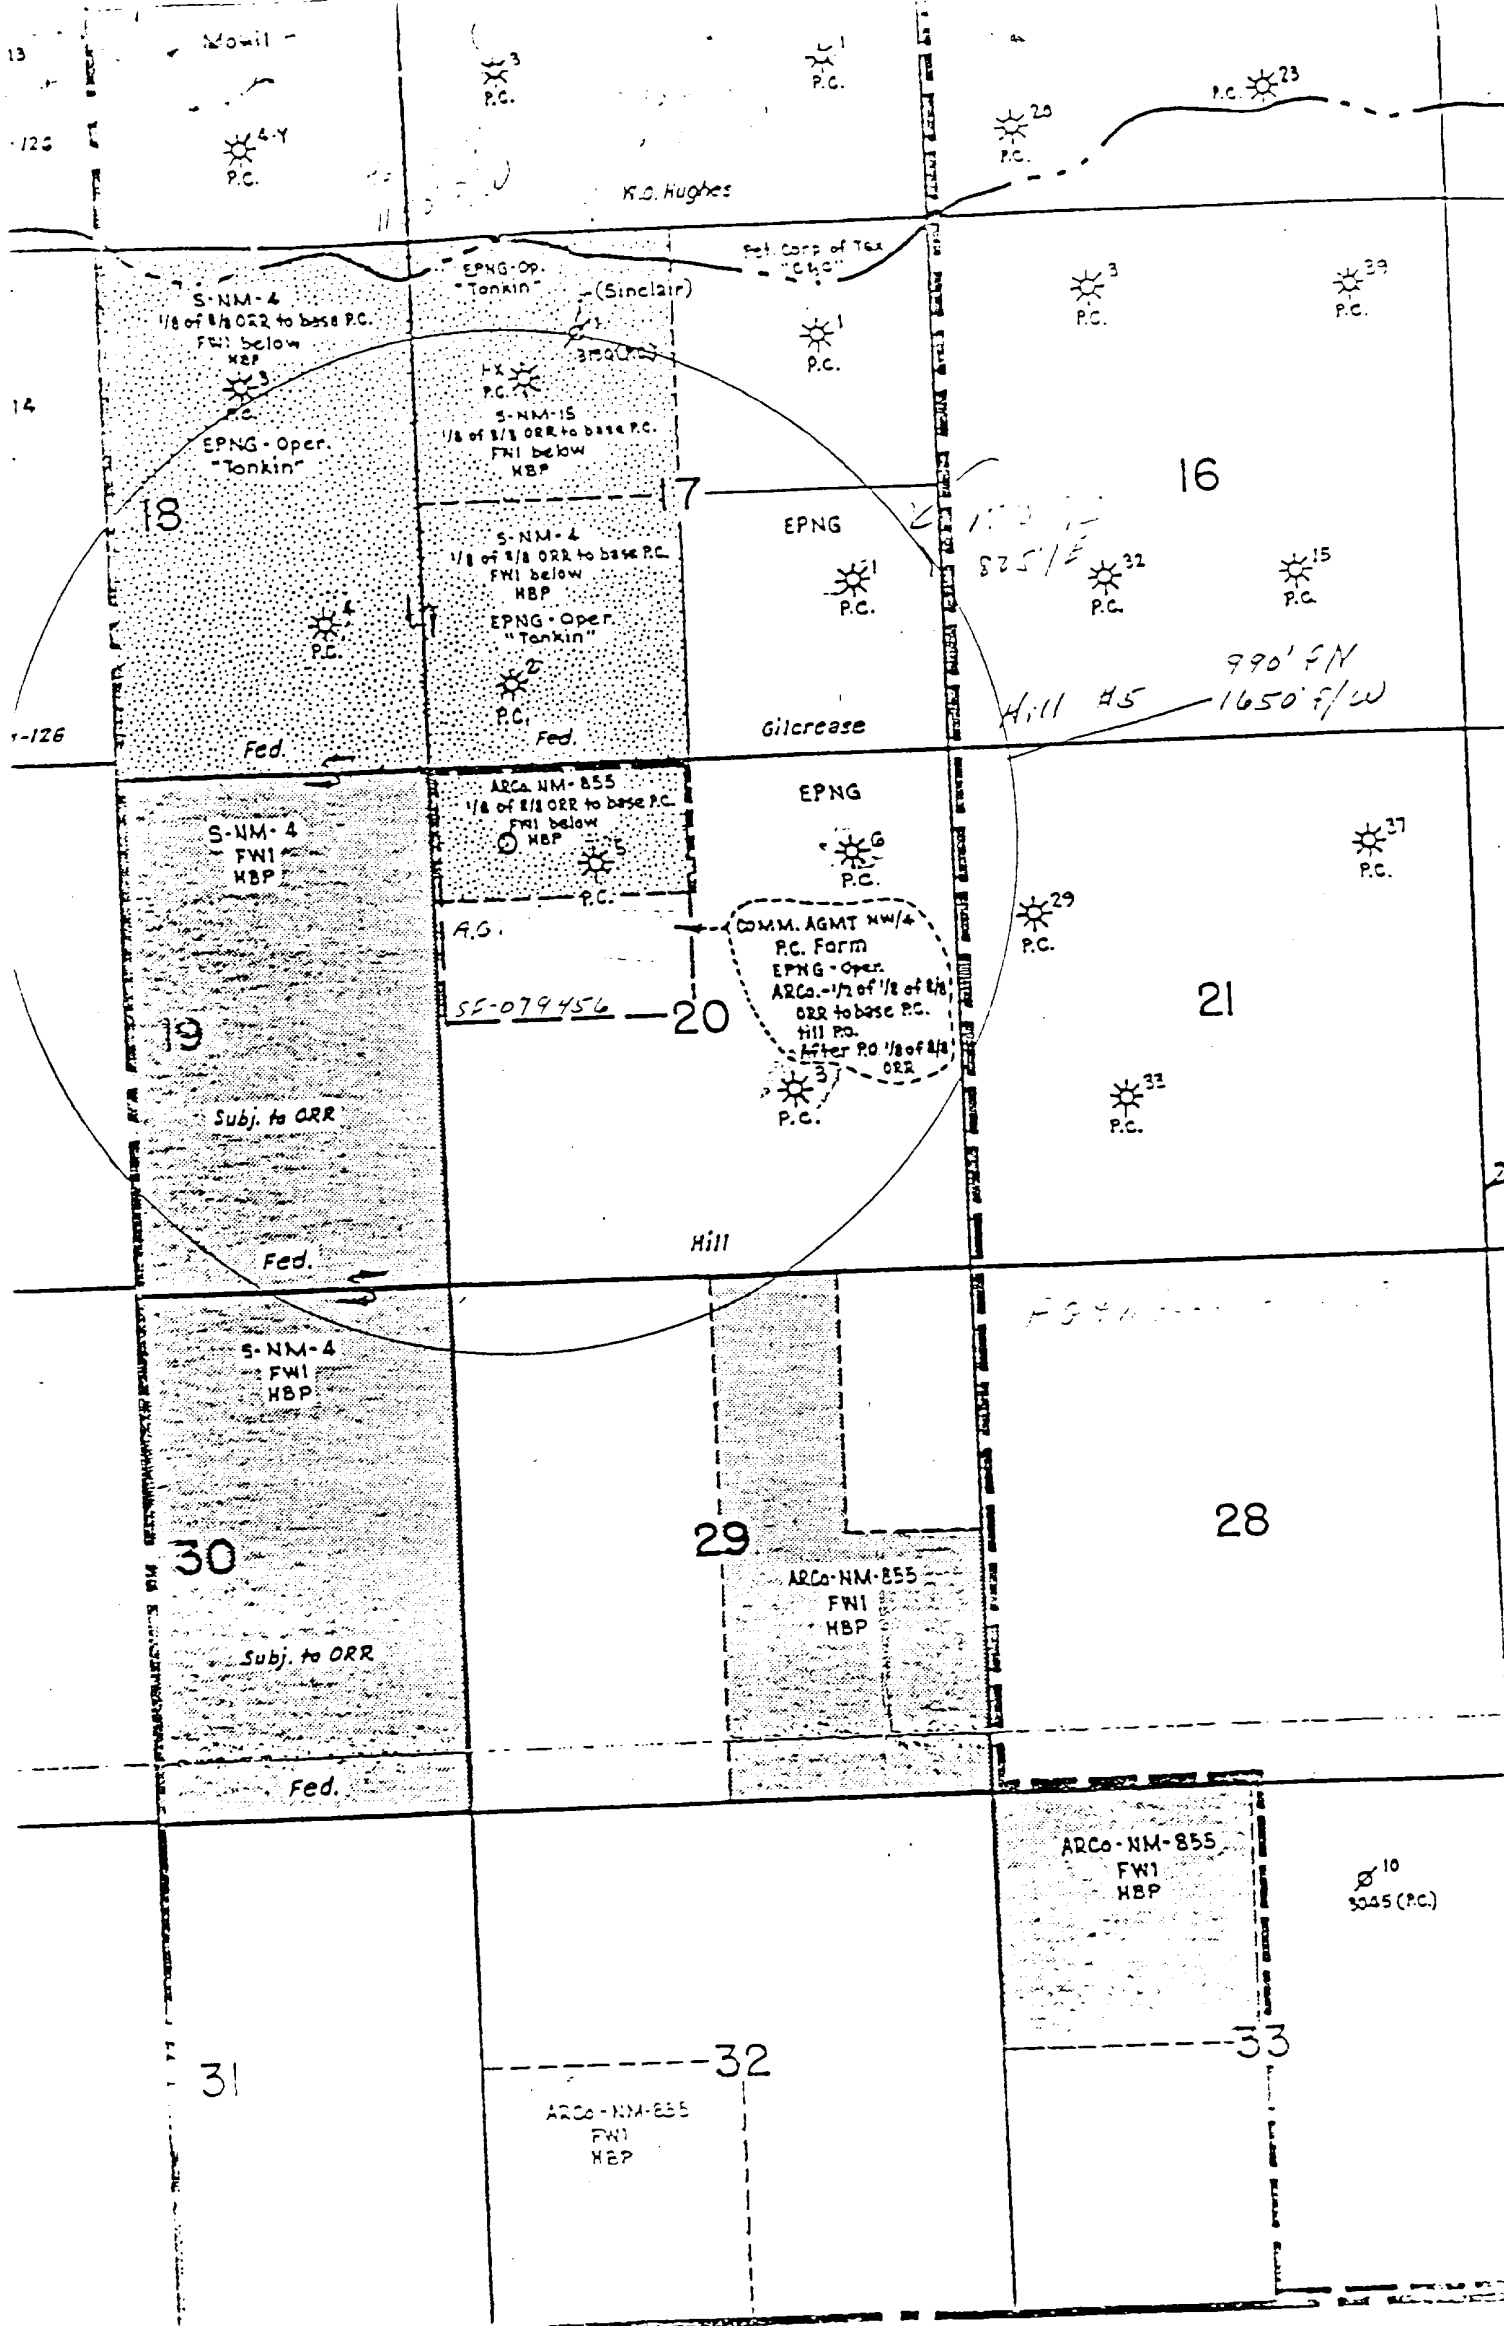 13
Mobil
3
P.C.
1
P.C.
P.C. 23
20
P.C.
4-Y
P.C.
K.O. Hughes
EPNG-Op.
"Tonkin"
(Sinclair)
Pet. Corp of Tex
1
P.C.
3
P.C.
39
P.C.
S-NM-4
1/8 of 8/8 ORR to base P.C.
FWI below
HBP
3
P.C.
EPNG-Oper.
"Tonkin"
18
4
P.C.
Fed.
14
1-X
P.C.
S-NM-15
1/8 of 8/8 ORR to base P.C.
FWI below
HBP
17
S-NM-4
1/8 of 8/8 ORR to base P.C.
FWI below
HBP
EPNG-Oper.
"Tonkin"
2
P.C.
Fed.
EPNG
1
P.C.
Gilcrease
16
825/E
32
P.C.
15
P.C.
990' F/N
Hill #5
1650' F/W
S-NM-4
FWI
HBP
19
Subj. to ORR
Fed.
ARCo. NM-855
1/8 of 8/8 ORR to base P.C.
FWI below
HBP
5
P.C.
A.G.
SF-079456
20
EPNG
6
P.C.
COMM. AGMT NW/4
P.C. Form
EPNG-Oper.
ARCo.-1/2 of 1/8 of 8/8
ORR to base P.C.
till P.O.
After P.O. 1/8 of 8/8
ORR
3
P.C.
Hill
37
P.C.
29
P.C.
21
33
P.C.
S-NM-4
FWI
HBP
30
Subj. to ORR
Fed.
29
ARCo-NM-855
FWI
HBP
28
ARCo-NM-855
FWI
HBP
10
3045 (P.C.)
33
31
32
ARCo-NM-855
FWI
HBP